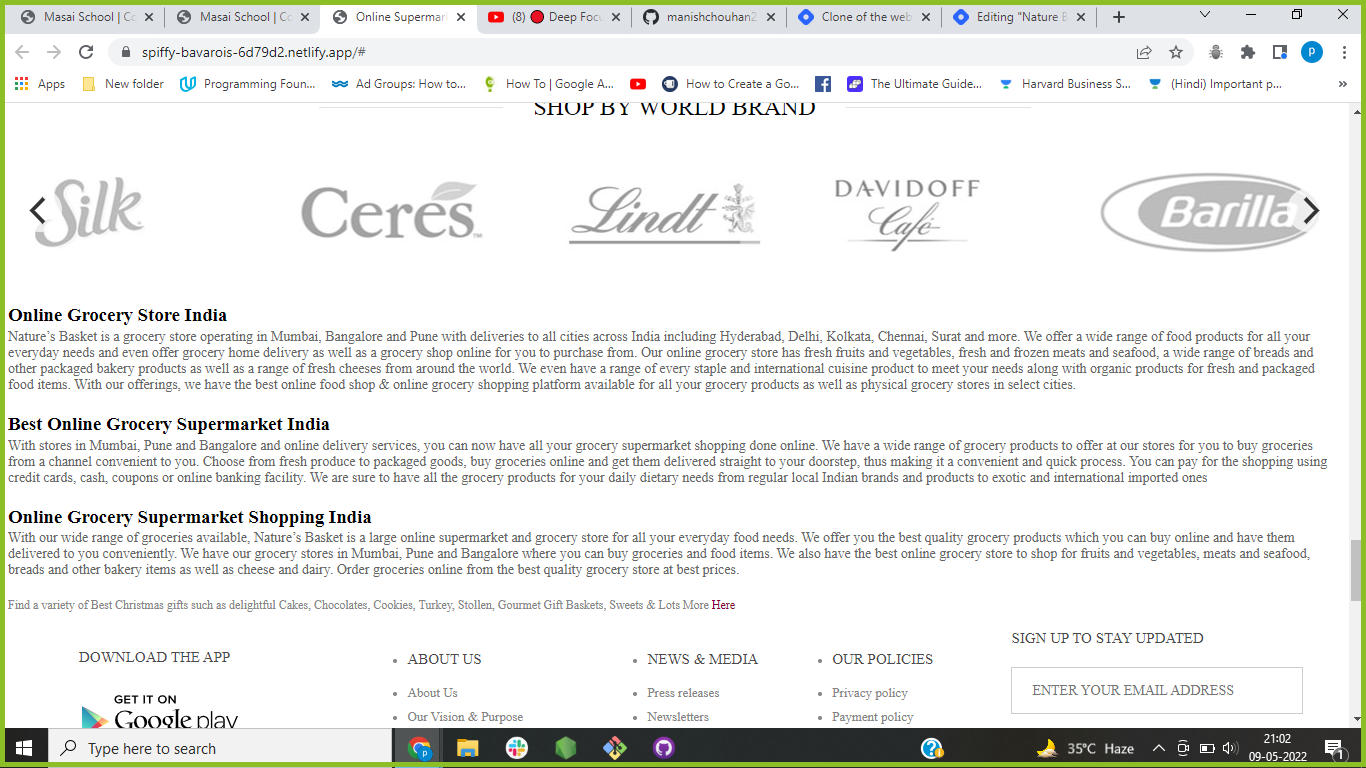 Masai School | Co
Masai School | Co
Online Supermar
(8) 🔴 Deep Foc
manishchouhan2
Clone of the web
Editing "Nature B
spiffy-bavarois-6d79d2.netlify.app/#
p
Apps
New folder
Programming Foun...
Ad Groups: How to...
How To | Google A...
How to Create a Go...
The Ultimate Guide...
Harvard Business S...
(Hindi) Important p...
SHOP BY WORLD BRAND
Silk
Ceres™
Lindt
DAVIDOFF
Café
Barilla
Online Grocery Store India
Nature’s Basket is a grocery store operating in Mumbai, Bangalore and Pune with deliveries to all cities across India including Hyderabad, Delhi, Kolkata, Chennai, Surat and more. We offer a wide range of food products for all your
everyday needs and even offer grocery home delivery as well as a grocery shop online for you to purchase from. Our online grocery store has fresh fruits and vegetables, fresh and frozen meats and seafood, a wide range of breads and
other packaged bakery products as well as a range of fresh cheeses from around the world. We even have a range of every staple and international cuisine product to meet your needs along with organic products for fresh and packaged
food items. With our offerings, we have the best online food shop & online grocery shopping platform available for all your grocery products as well as physical grocery stores in select cities.
Best Online Grocery Supermarket India
With stores in Mumbai, Pune and Bangalore and online delivery services, you can now have all your grocery supermarket shopping done online. We have a wide range of grocery products to offer at our stores for you to buy groceries
from a channel convenient to you. Choose from fresh produce to packaged goods, buy groceries online and get them delivered straight to your doorstep, thus making it a convenient and quick process. You can pay for the shopping using
credit cards, cash, coupons or online banking facility. We are sure to have all the grocery products for your daily dietary needs from regular local Indian brands and products to exotic and international imported ones
Online Grocery Supermarket Shopping India
With our wide range of groceries available, Nature’s Basket is a large online supermarket and grocery store for all your everyday food needs. We offer you the best quality grocery products which you can buy online and have them
delivered to you conveniently. We have our grocery stores in Mumbai, Pune and Bangalore where you can buy groceries and food items. We also have the best online grocery store to shop for fruits and vegetables, meats and seafood,
breads and other bakery items as well as cheese and dairy. Order groceries online from the best quality grocery store at best prices.
Find a variety of Best Christmas gifts such as delightful Cakes, Chocolates, Cookies, Turkey, Stollen, Gourmet Gift Baskets, Sweets & Lots More Here
DOWNLOAD THE APP
GET IT ON
Google play
• ABOUT US
• About Us
• Our Vision & Purpose
• NEWS & MEDIA
• Press releases
• Newsletters
• OUR POLICIES
• Privacy policy
• Payment policy
SIGN UP TO STAY UPDATED
ENTER YOUR EMAIL ADDRESS
Type here to search
35°C Haze
21:02
09-05-2022
1